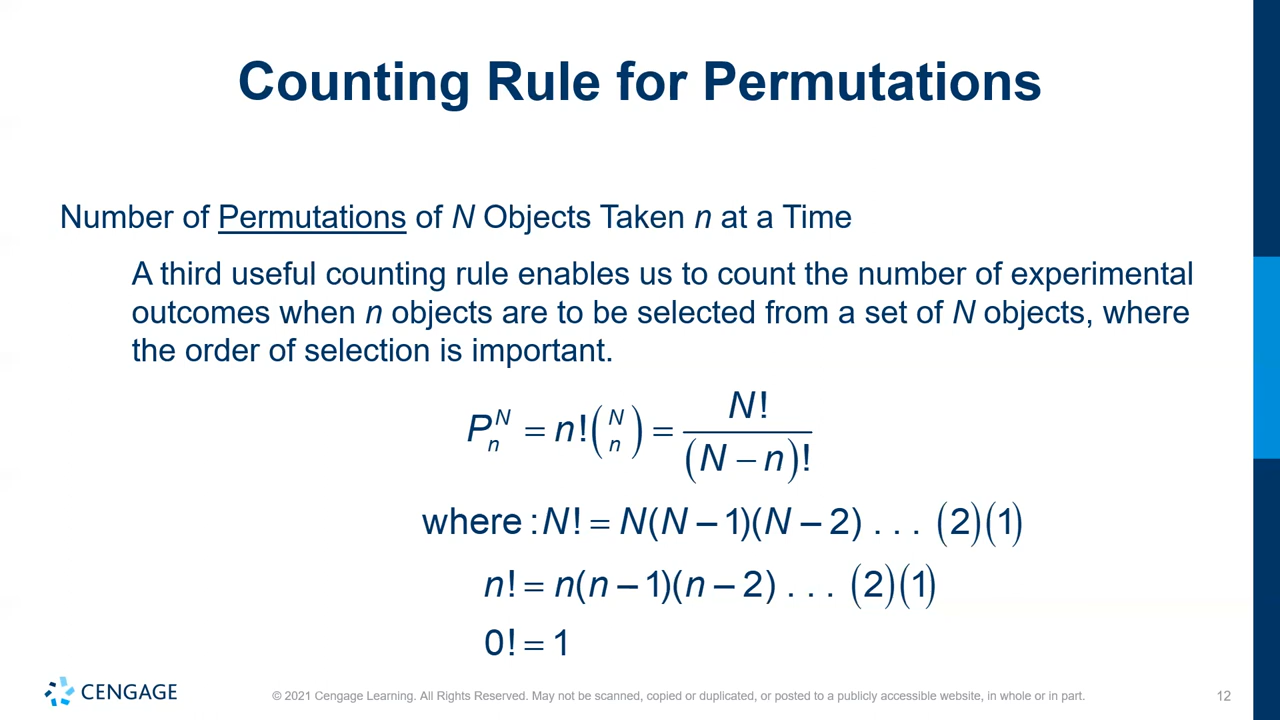 Counting Rule for Permutations
Number of Permutations of N Objects Taken n at a Time
A third useful counting rule enables us to count the number of experimental
outcomes when n objects are to be selected from a set of N objects, where
the order of selection is important.
P^N_n = n!(N n) = N!/(N − n)!
where : N! = N(N − 1)(N − 2) . . . (2)(1)
n! = n(n − 1)(n − 2) . . . (2)(1)
0! = 1
CENGAGE
© 2021 Cengage Learning. All Rights Reserved. May not be scanned, copied or duplicated, or posted to a publicly accessible website, in whole or in part.
12